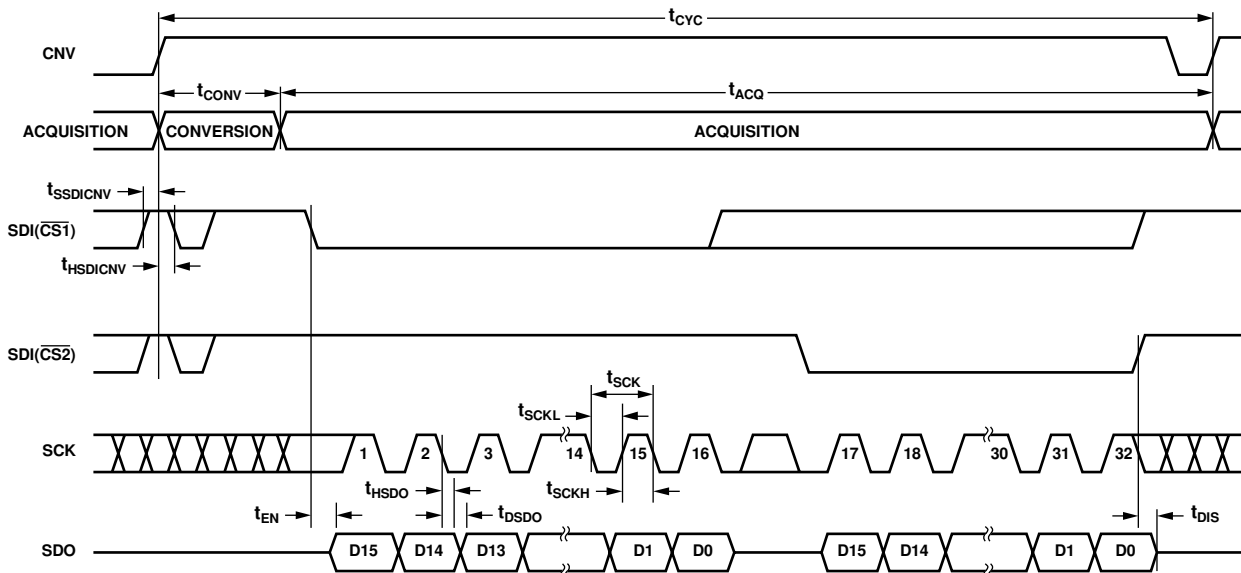 tCYC
CNV
tCONV
tACQ
ACQUISITION
CONVERSION
ACQUISITION
tSSDICNV
SDI(CS1)
tHSDICNV
SDI(CS2)
tSCK
tSCKL
SCK
1 2 3 14 15 16 17 18 30 31 32
tHSDO
tSCKH
tEN
tDSDO
tDIS
SDO
D15 D14 D13 D1 D0 D15 D14 D1 D0